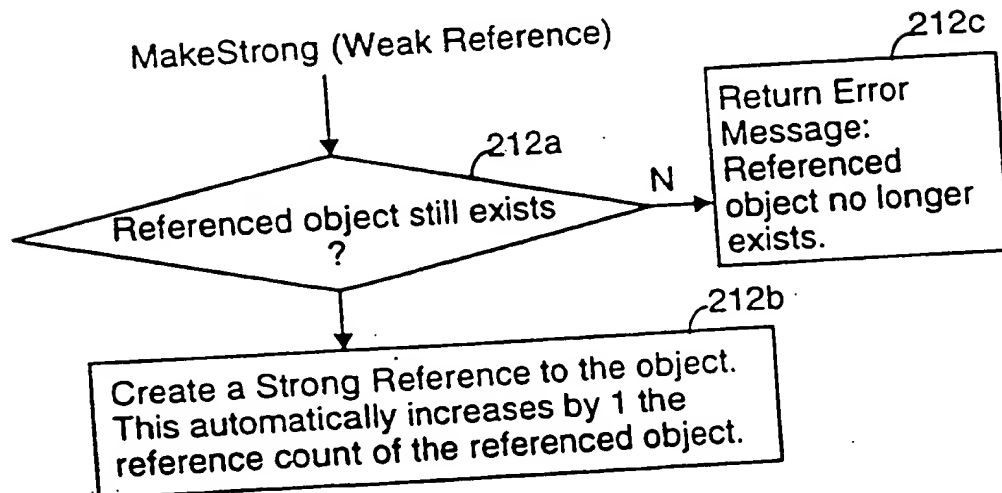 MakeStrong (Weak Reference)
212a
Referenced object still exists
?
N
212c
Return Error
Message:
Referenced
object no longer
exists.
212b
Create a Strong Reference to the object.
This automatically increases by 1 the
reference count of the referenced object.